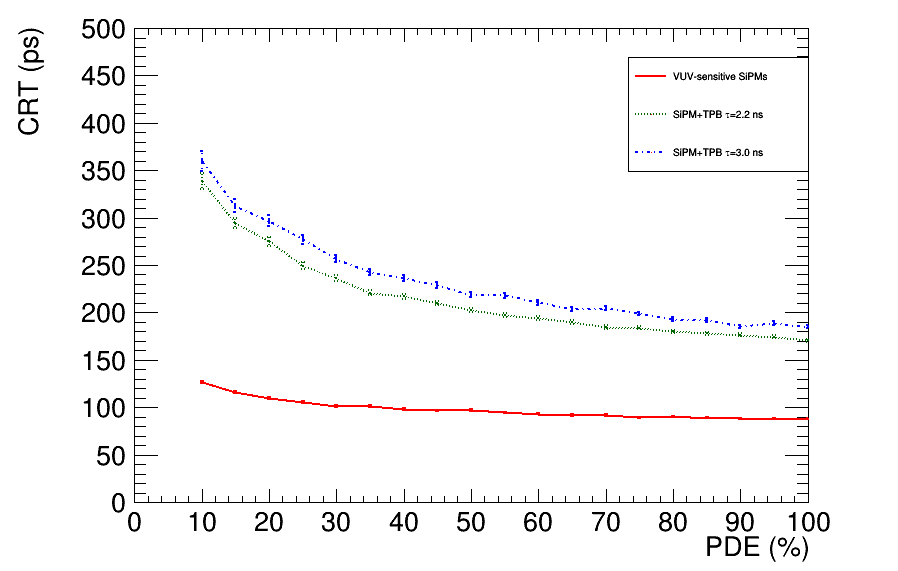 CRT (ps)
500
450
400
350
300
250
200
150
100
50
0
VUV-sensitive SiPMs
SiPM+TPB τ=2.2 ns
SiPM+TPB τ=3.0 ns
0 10 20 30 40 50 60 70 80 90 100
PDE (%)